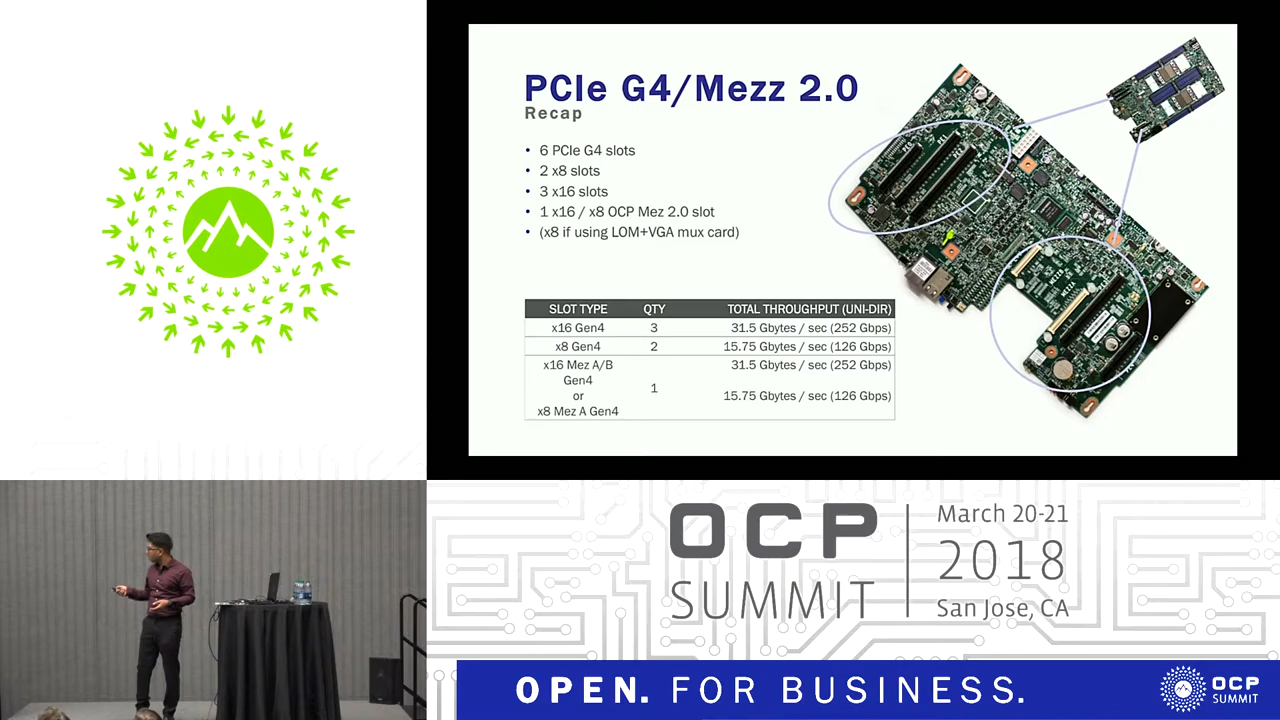 PCIe G4/Mezz 2.0
Recap
• 6 PCIe G4 slots
• 2 x8 slots
• 3 x16 slots
• 1 x16 / x8 OCP Mez 2.0 slot
• (x8 if using LOM+VGA mux card)
SLOT TYPE QTY TOTAL THROUGHPUT (UNI-DIR)
x16 Gen4 3 31.5 Gbytes / sec (252 Gbps)
x8 Gen4 2 15.75 Gbytes / sec (126 Gbps)
x16 Mez A/B 31.5 Gbytes / sec (252 Gbps)
Gen4
1
or 15.75 Gbytes / sec (126 Gbps)
x8 Mez A Gen4
MEZZB
MEZZA
OCP
SUMMIT
March 20-21
2018
San Jose, CA
OPEN. FOR BUSINESS.
OCP
SUMMIT